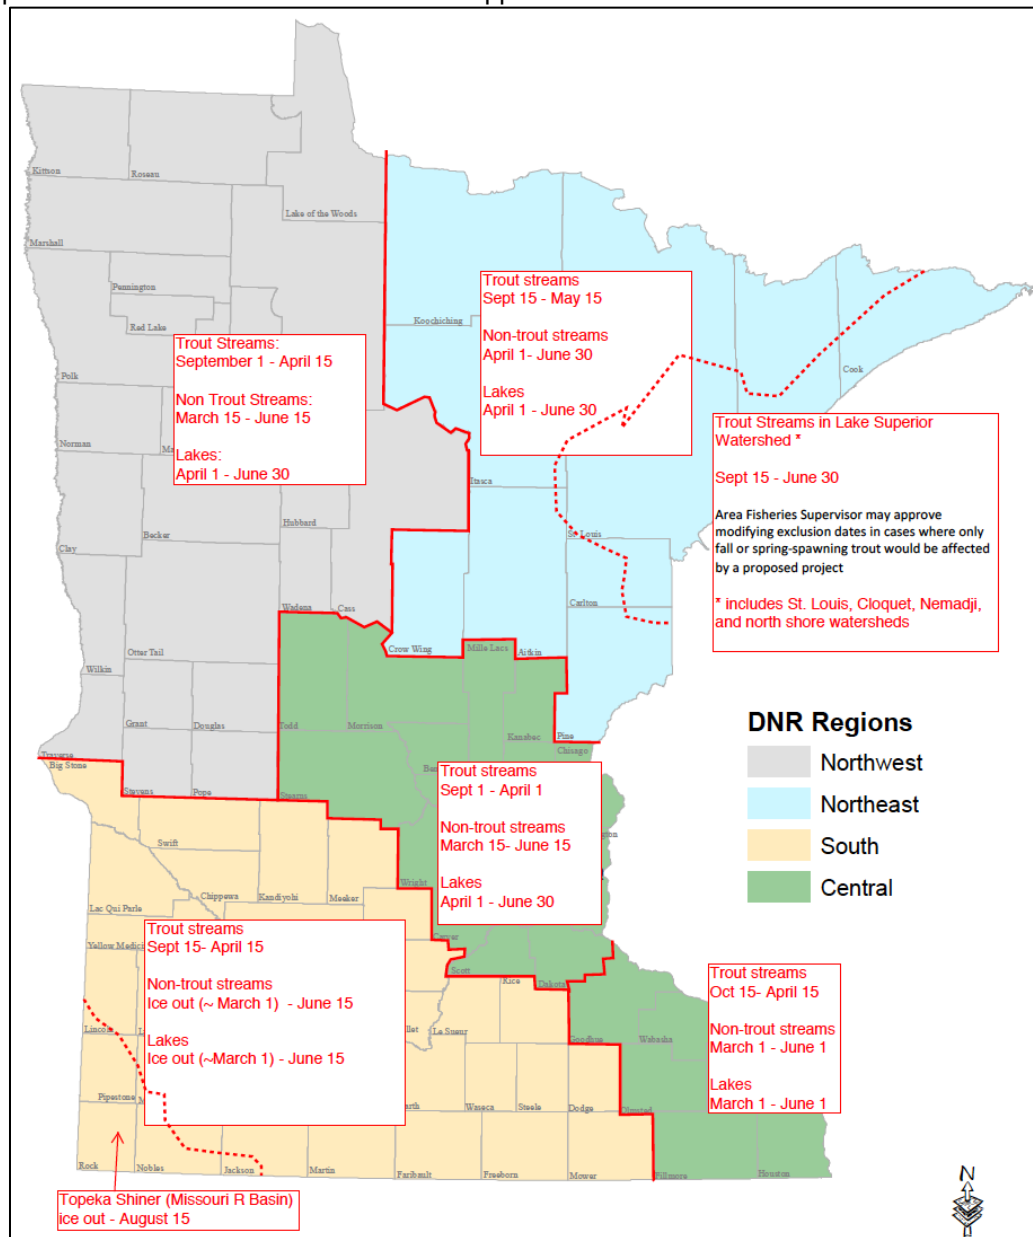 Kittson
Roseau
Lake of the Woods
Marshall
Pennington
Red Lake
Koochiching
Cook
Polk
Norman
Itasca
Hubbard
Becker
Clay
St. Louis
Carlton
Wadena
Cass
Crow Wing
Mille Lacs
Aitkin
Otter Tail
Wilkin
Grant
Douglas
Todd
Morrison
Kanabec
Pine
Chisago
Traverse
Big Stone
Stevens
Pope
Stearns
Swift
Wright
Chippewa
Kandiyohi
Meeker
Lac Qui Parle
Carver
Scott
Rice
Dakota
Lincoln
Le Sueur
Goodhue
Wabasha
Pipestone
Waseca
Steele
Dodge
Olmsted
Rock
Nobles
Jackson
Martin
Faribault
Freeborn
Mower
Fillmore
Houston
Trout Streams:
September 1 - April 15
Non Trout Streams:
March 15 - June 15
Lakes:
April 1 - June 30
Trout streams
Sept 15 - May 15
Non-trout streams
April 1- June 30
Lakes
April 1 - June 30
Trout Streams in Lake Superior
Watershed *
Sept 15 - June 30
Area Fisheries Supervisor may approve
modifying exclusion dates in cases where only
fall or spring-spawning trout would be affected
by a proposed project
* includes St. Louis, Cloquet, Nemadji,
and north shore watersheds
DNR Regions
Northwest
Northeast
South
Central
Trout streams
Sept 1 - April 1
Non-trout streams
March 15- June 15
Lakes
April 1 - June 30
Trout streams
Sept 15- April 15
Non-trout streams
Ice out (~ March 1) - June 15
Lakes
Ice out (~March 1) - June 15
Trout streams
Oct 15- April 15
Non-trout streams
March 1 - June 1
Lakes
March 1 - June 1
Topeka Shiner (Missouri R Basin)
ice out - August 15
N